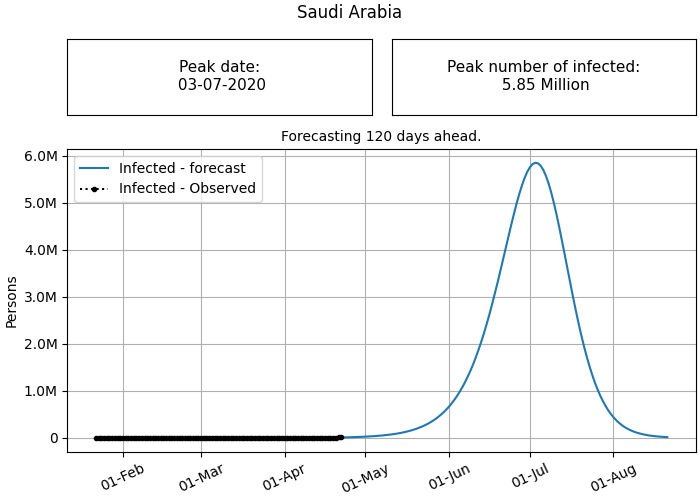 Saudi Arabia
Peak date:
03-07-2020
Peak number of infected:
5.85 Million
Forecasting 120 days ahead.
Infected - forecast
Infected - Observed
Persons
6.0M
5.0M
4.0M
3.0M
2.0M
1.0M
0
01-Feb
01-Mar
01-Apr
01-May
01-Jun
01-Jul
01-Aug